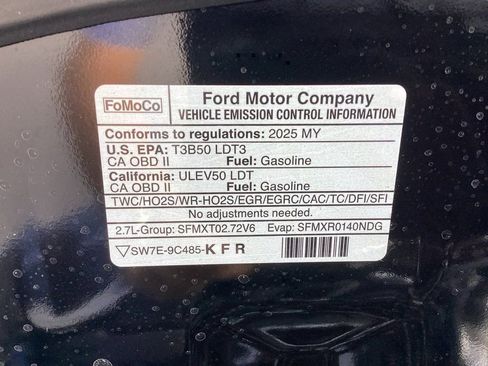 FoMoCo
Ford Motor Company
VEHICLE EMISSION CONTROL INFORMATION
Conforms to regulations: 2025 MY
U.S. EPA: T3B50 LDT3
CA OBD II Fuel: Gasoline
California: ULEV50 LDT
CA OBD II Fuel: Gasoline
TWC/HO2S/WR-HO2S/EGR/EGRC/CAC/TC/DFI/SFI
No adjustments needed.
2.7L-Group: SFMXT02.72V6 Evap: SFMXR0140NDG
SW7E-9C485-K F R